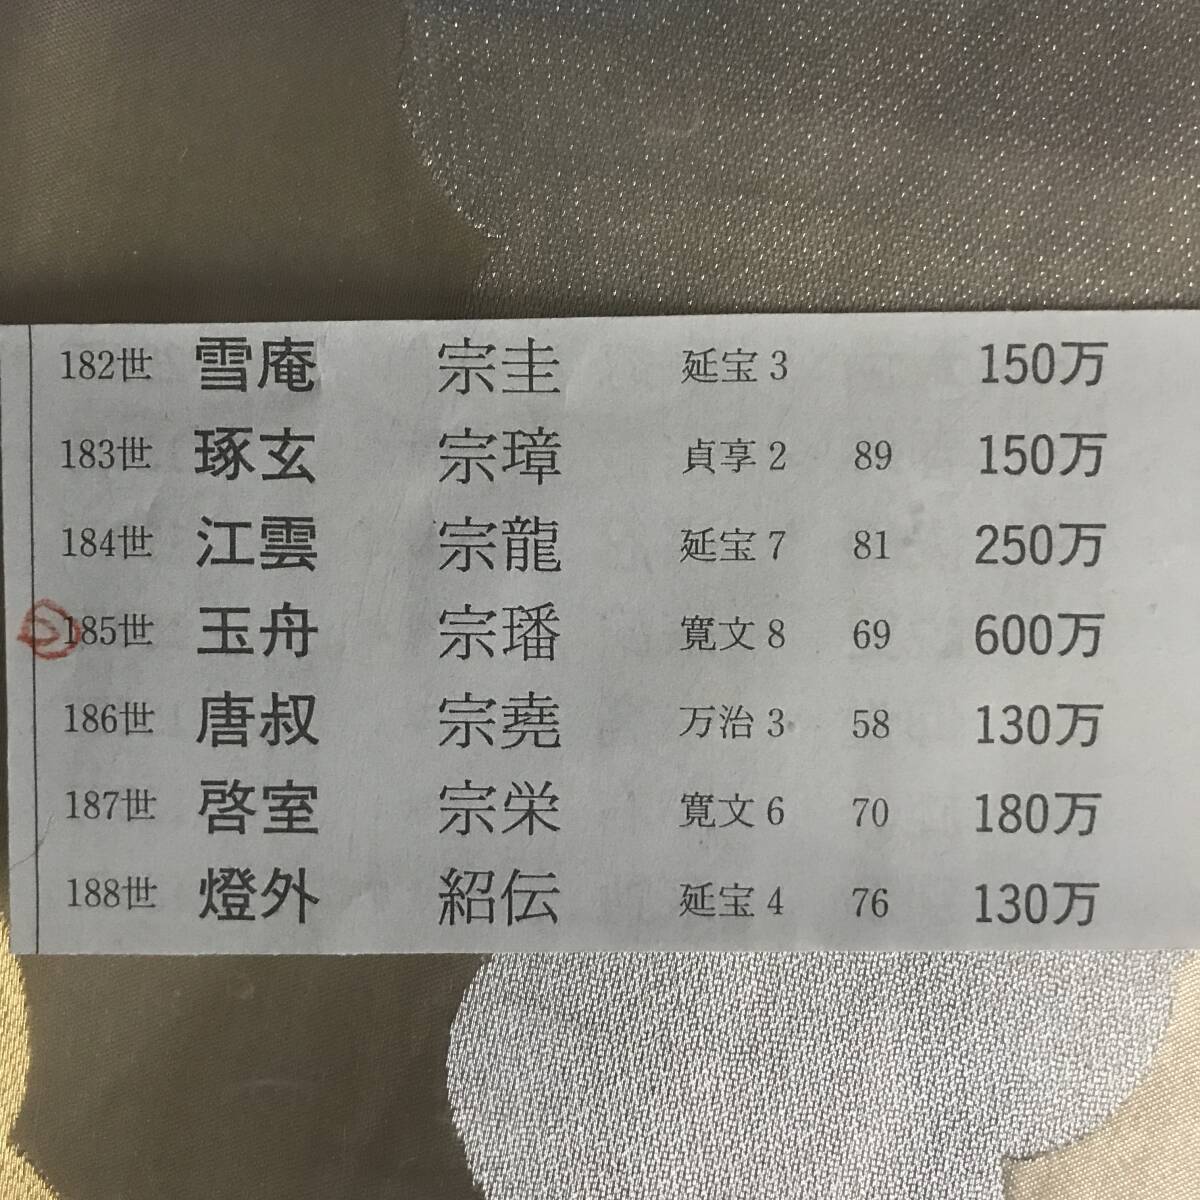 182世 雪庵 宗圭 延宝3 150万
183世 琢玄 宗璋 貞享2 89 150万
184世 江雲 宗龍 延宝7 81 250万
185世 玉舟 宗璠 寛文8 69 600万
186世 唐叔 宗堯 万治3 58 130万
187世 啓室 宗栄 寛文6 70 180万
188世 燈外 紹伝 延宝4 76 130万